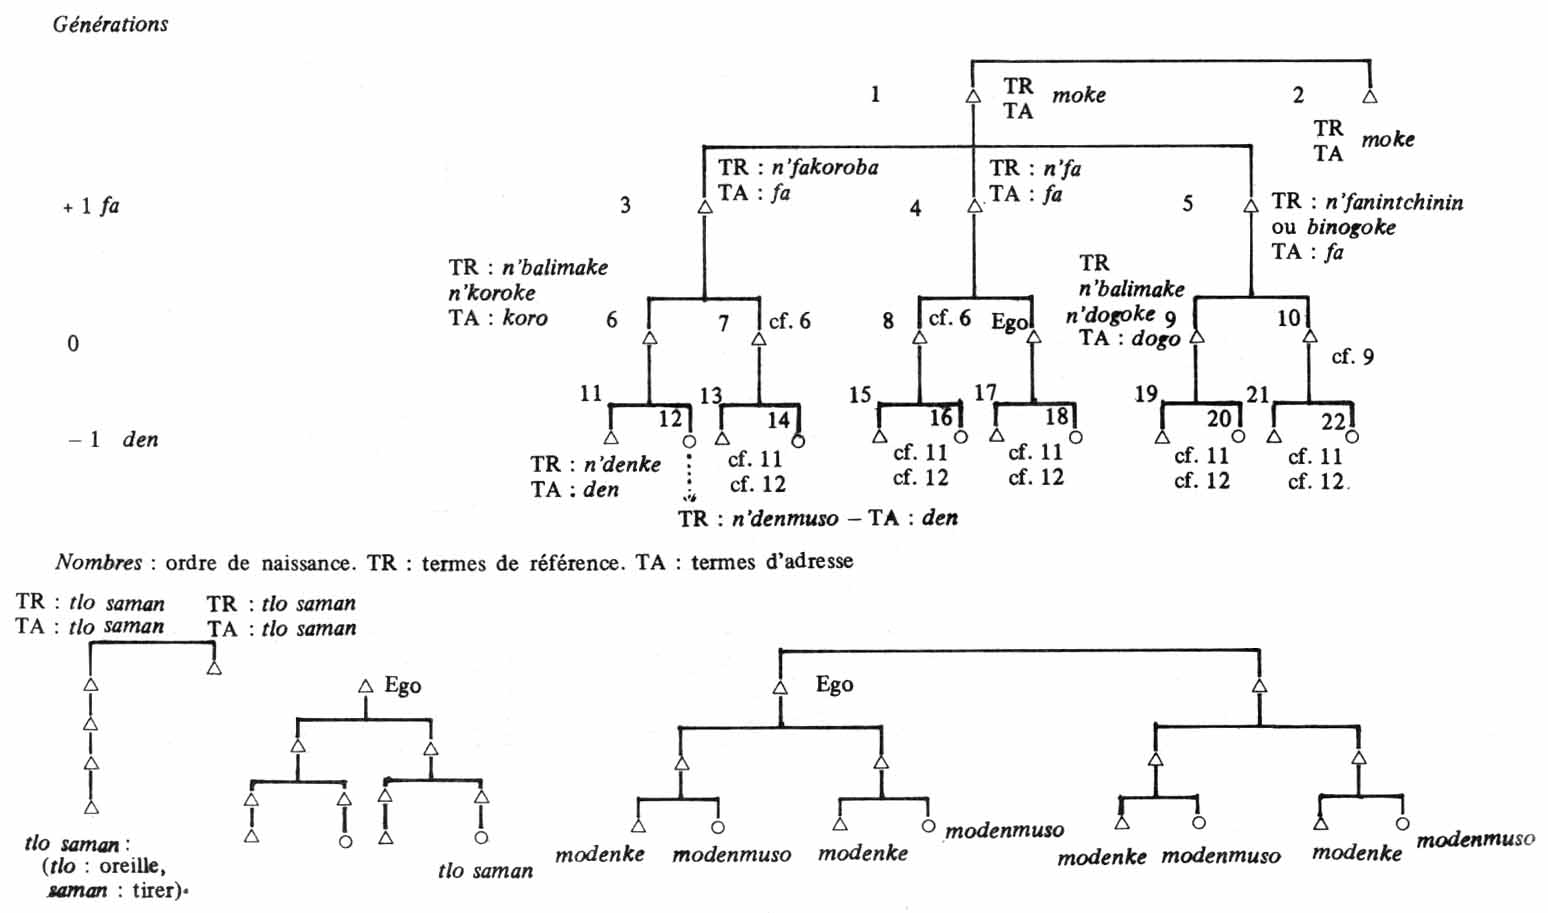 Générations
1 TR moke 2
TA
TR moke
TA
TR : n'fakoroba TR : n'fa
TA : fa TA : fa
+ 1 fa 3 4 5 TR : n'fanintchinin
ou binogoke
TA : fa
TR : n'balimake TR
n'koroke n'balimake
TA : koro 6 7 cf. 6 8 cf. 6 Ego n'dogoke 9 10
0 TA : dogo
cf. 9
11 12 13 14 15 16 17 18 19 20 21 22
– 1 den
TR : n'denke cf. 11 cf. 11 cf. 11 cf. 11 cf. 11
TA : den cf. 12 cf. 12 cf. 12 cf. 12 cf. 12.
TR : n'denmuso – TA : den
Nombres : ordre de naissance. TR : termes de référence. TA : termes d'adresse
TR : tlo saman TR : tlo saman
TA : tlo saman TA : tlo saman
Ego Ego
tlo saman :
(tlo : oreille,
saman : tirer).
tlo saman
modenke modenmuso modenke modenmuso
modenke modenmuso modenke modenmuso